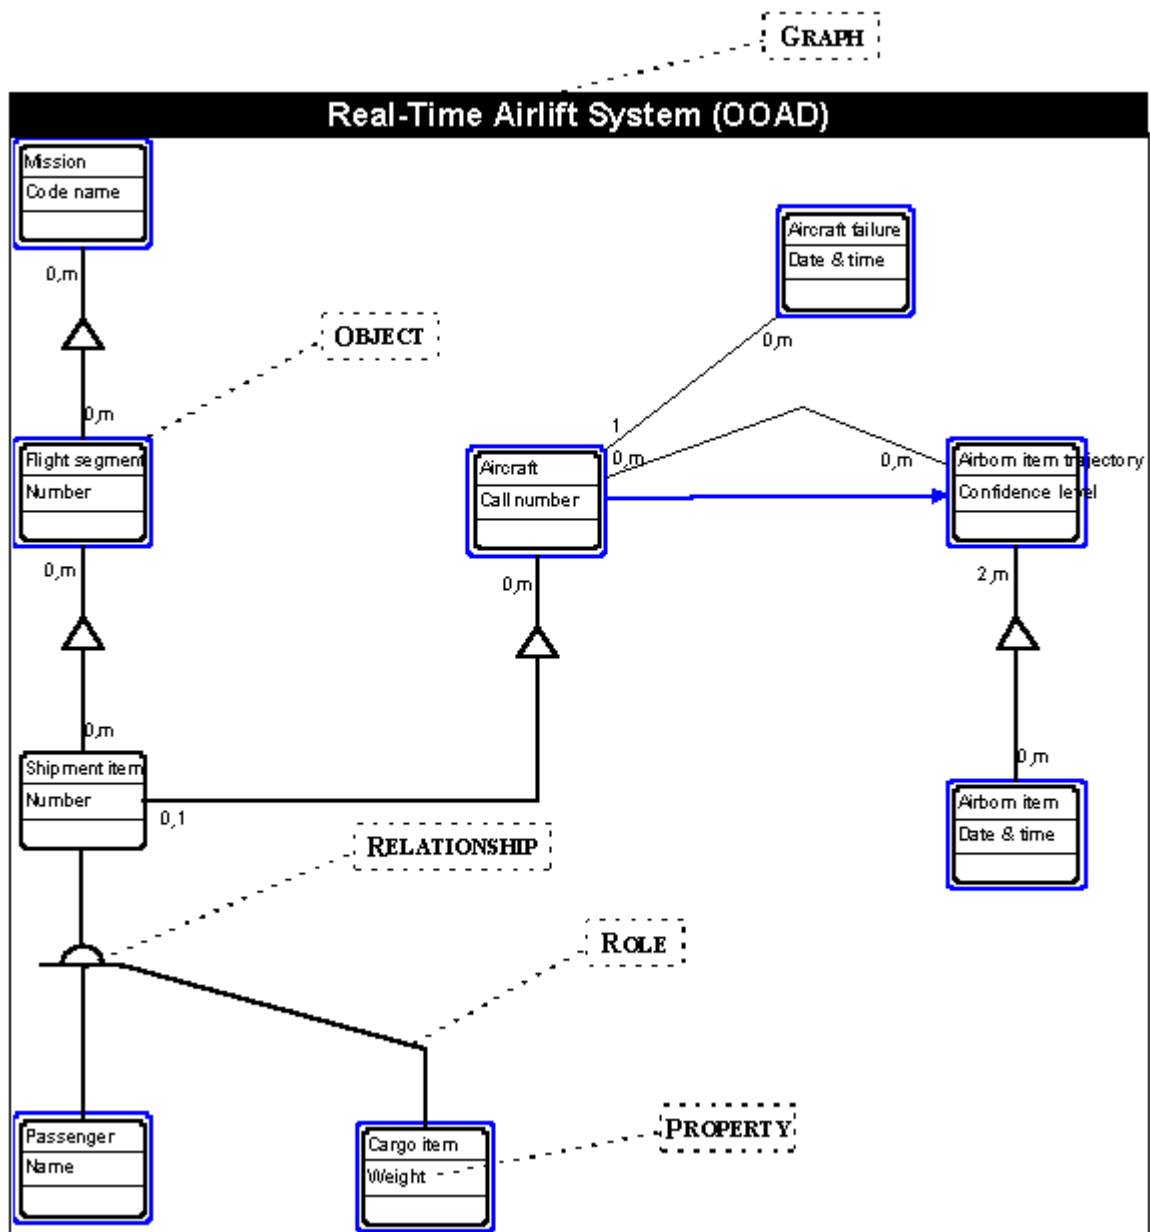 GRAPH
Real-Time Airlift System (OOAD)
Mission
Code name
0,m
Aircraft failure
Date & time
0,m
OBJECT
0,m
Flight segment
Number
0,m
1
0,m
0,m
Aircraft
Call number
0,m
Airborn item trajectory
Confidence level
2,m
0,m
Shipment item
Number
0,1
0,m
Airborn item
Date & time
RELATIONSHIP
ROLE
Passenger
Name
Cargo item
Weight
PROPERTY